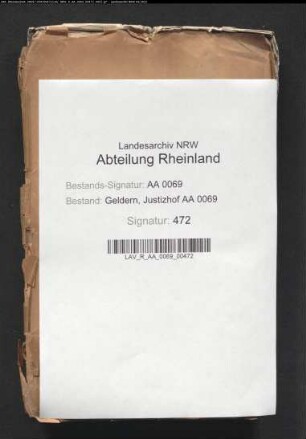 Landesarchiv NRW
Abteilung Rheinland
Bestands-Signatur: AA 0069
Bestand: Geldern, Justizhof AA 0069
Signatur: 472
LAV_R_AA_0069_00472